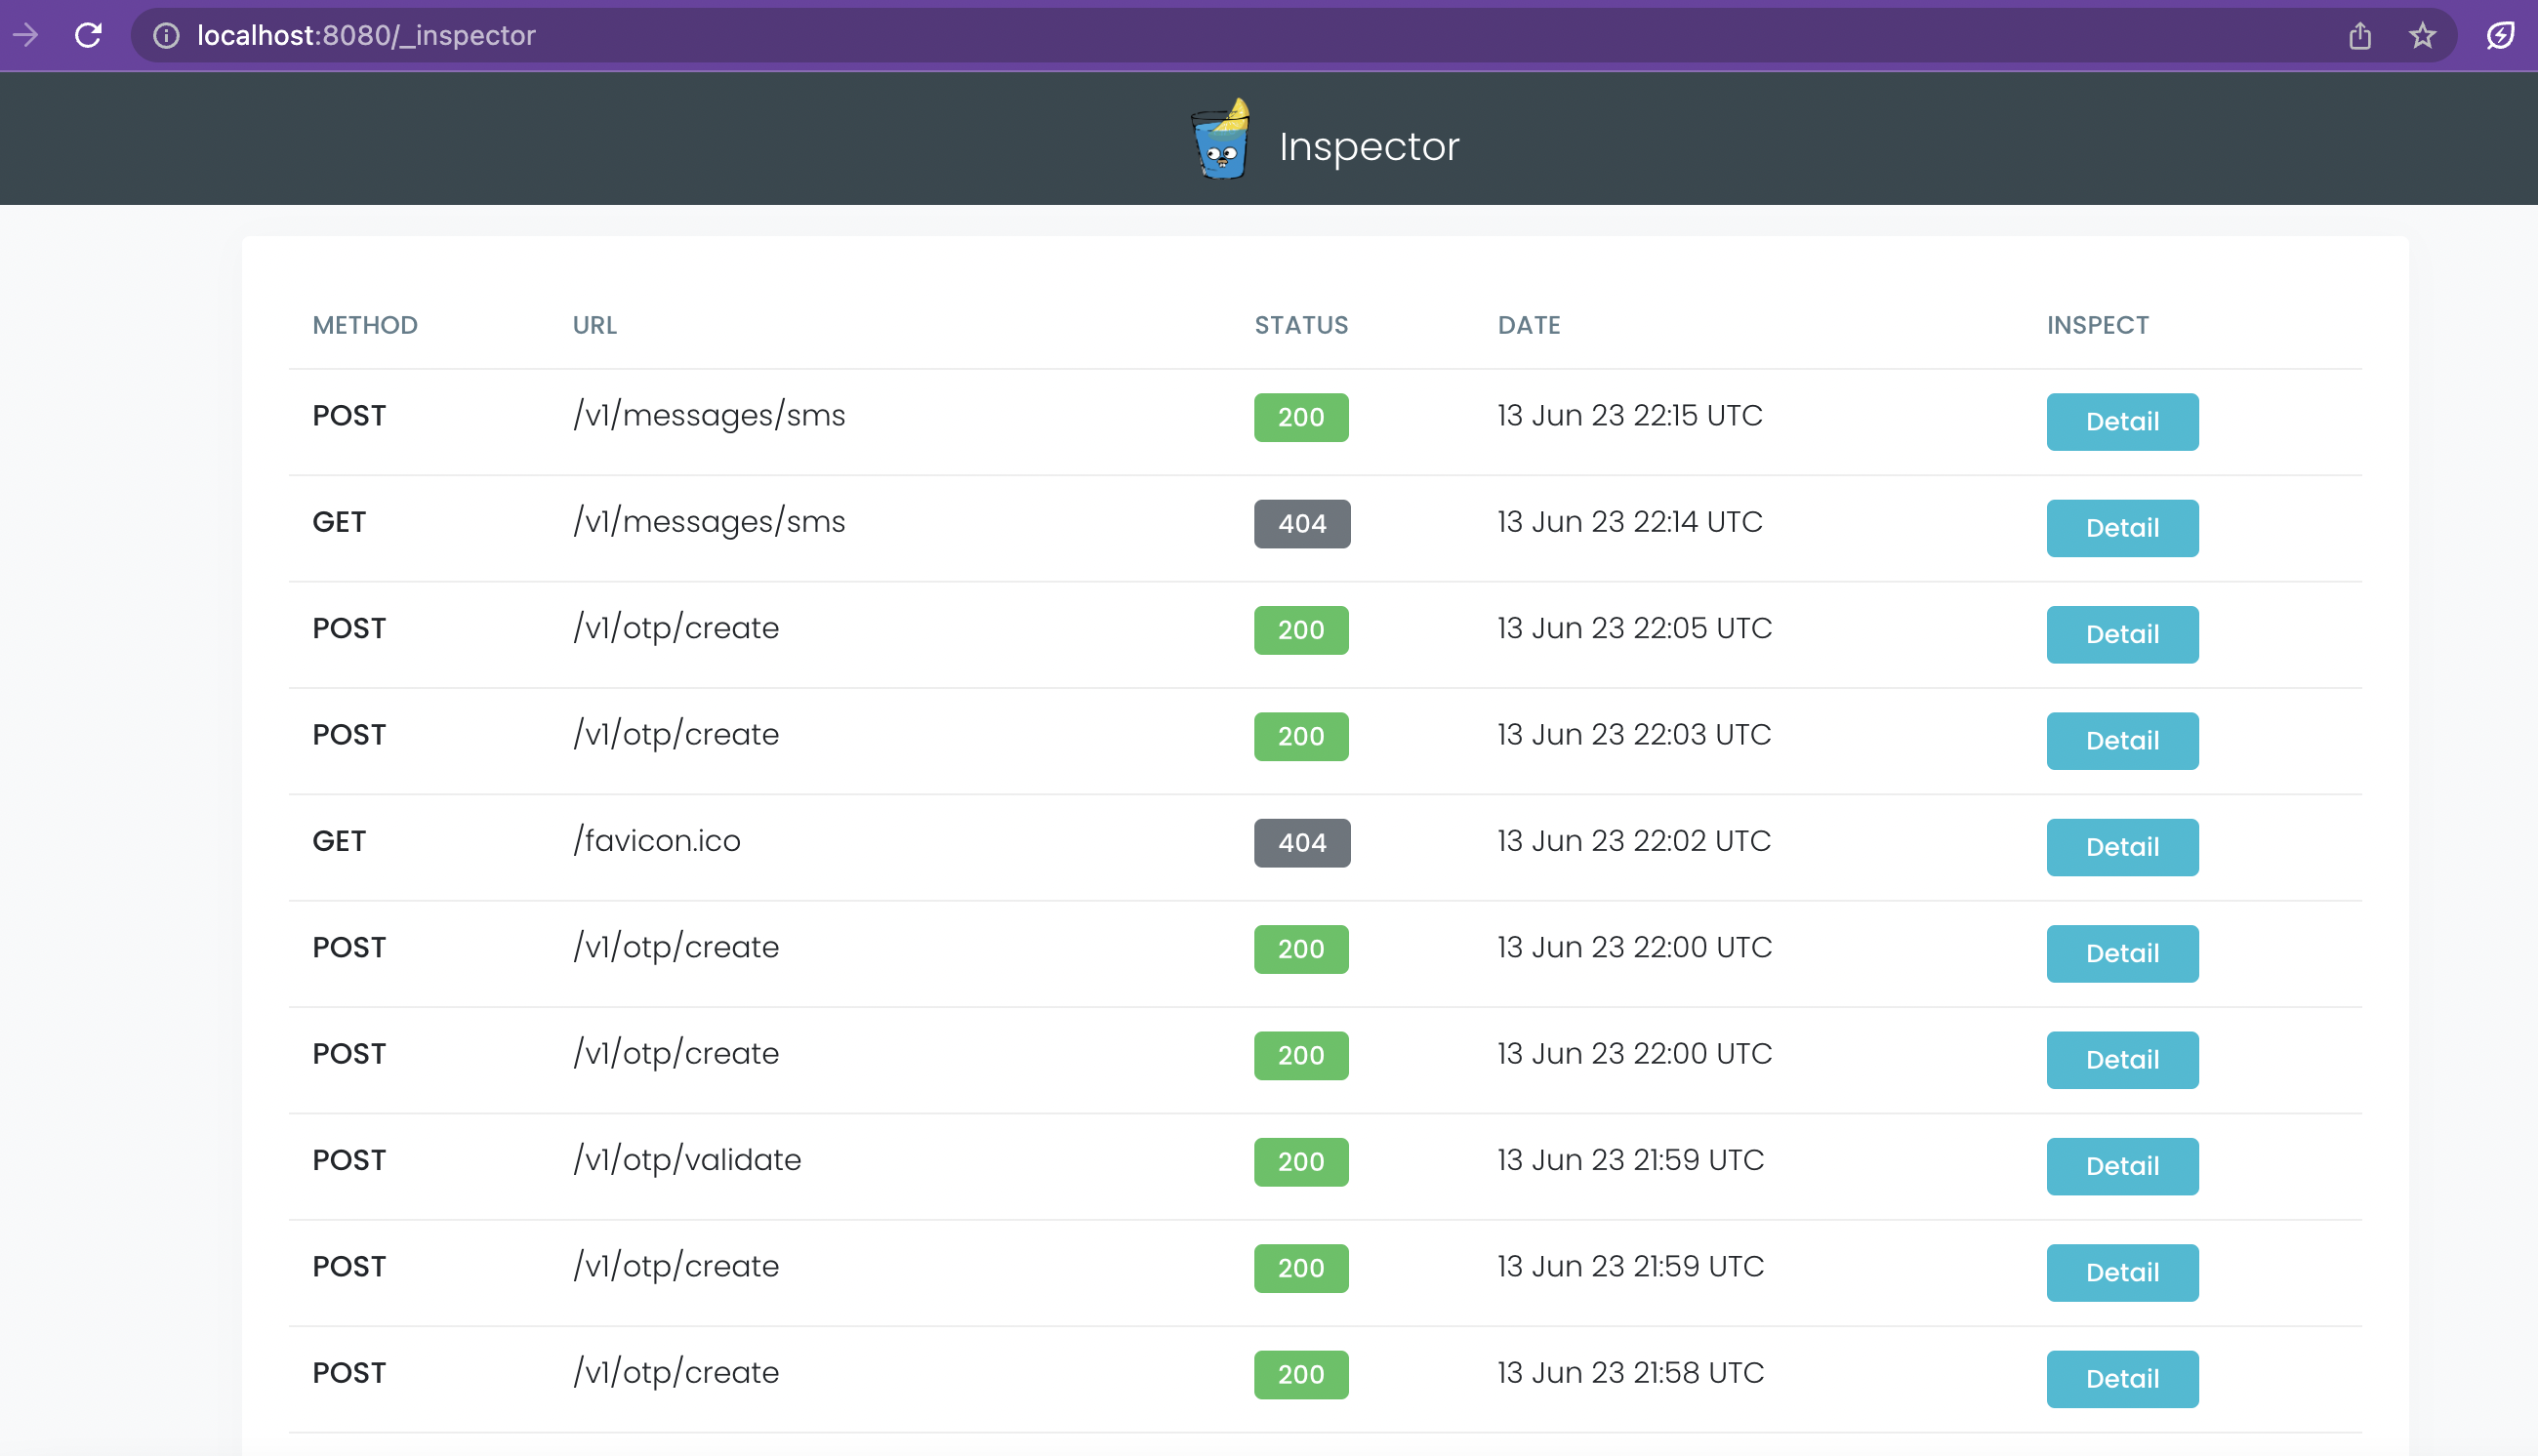 localhost:8080/_inspector
Inspector
METHOD URL STATUS DATE INSPECT
POST /v1/messages/sms 200 13 Jun 23 22:15 UTC Detail
GET /v1/messages/sms 404 13 Jun 23 22:14 UTC Detail
POST /v1/otp/create 200 13 Jun 23 22:05 UTC Detail
POST /v1/otp/create 200 13 Jun 23 22:03 UTC Detail
GET /favicon.ico 404 13 Jun 23 22:02 UTC Detail
POST /v1/otp/create 200 13 Jun 23 22:00 UTC Detail
POST /v1/otp/create 200 13 Jun 23 22:00 UTC Detail
POST /v1/otp/validate 200 13 Jun 23 21:59 UTC Detail
POST /v1/otp/create 200 13 Jun 23 21:59 UTC Detail
POST /v1/otp/create 200 13 Jun 23 21:58 UTC Detail